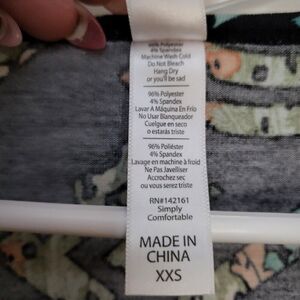 96% Polyester
4% Spandex
Machine Wash Cold
Do Not Bleach
Hang Dry
or you'll be sad
96% Polyester
4% Spandex
Lavar A Máquina En Frío
No Usar Blanqueador
Cuelgue en seco
o estarás triste
96% Poliéster
4% Spandex
Lavage en machine à froid
Ne Pas Javelliser
Accrochez sec
ou vous serez triste
RN#142161
Simply
Comfortable
MADE IN
CHINA
XXS